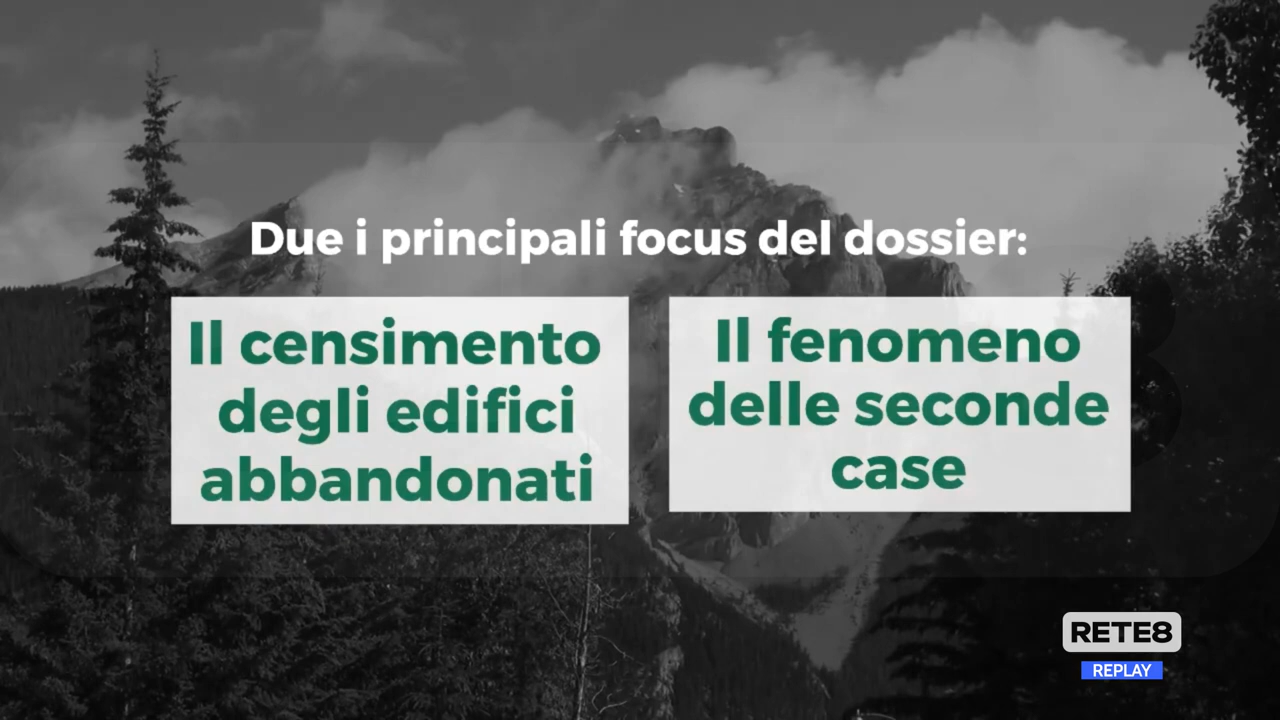 Due i principali focus del dossier:
Il censimento
degli edifici
abbandonati
Il fenomeno
delle seconde
case
RETE8
REPLAY